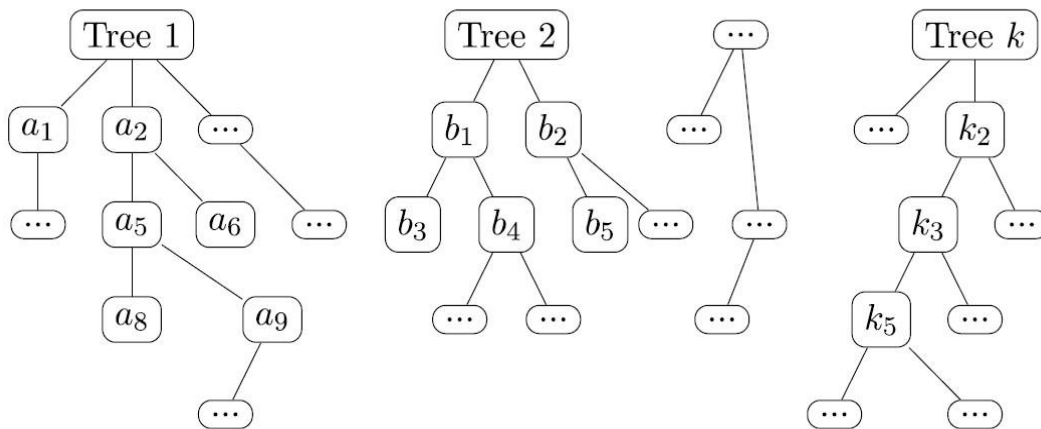 Tree 1 Tree 2 ... Tree k
a₁ a₂ ... b₁ b₂ ... ... k₂
... a₅ a₆ ... b₃ b₄ b₅ ... ... k₃ ...
a₈ a₉ ... ... ... k₅ ...
... ... ...